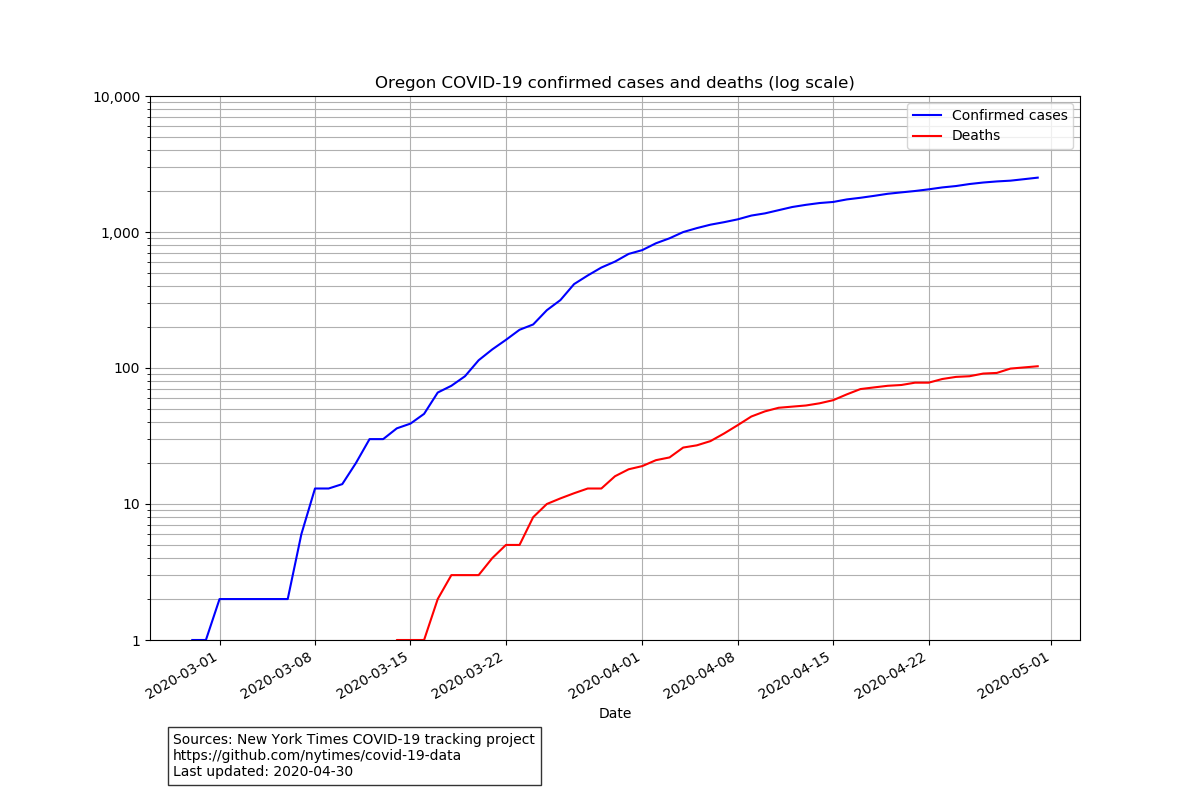 Oregon COVID-19 confirmed cases and deaths (log scale)
10,000
1,000
100
10
1
Confirmed cases
Deaths
2020-03-01
2020-03-08
2020-03-15
2020-03-22
2020-04-01
2020-04-08
2020-04-15
2020-04-22
2020-05-01
Date
Sources: New York Times COVID-19 tracking project
https://github.com/nytimes/covid-19-data
Last updated: 2020-04-30